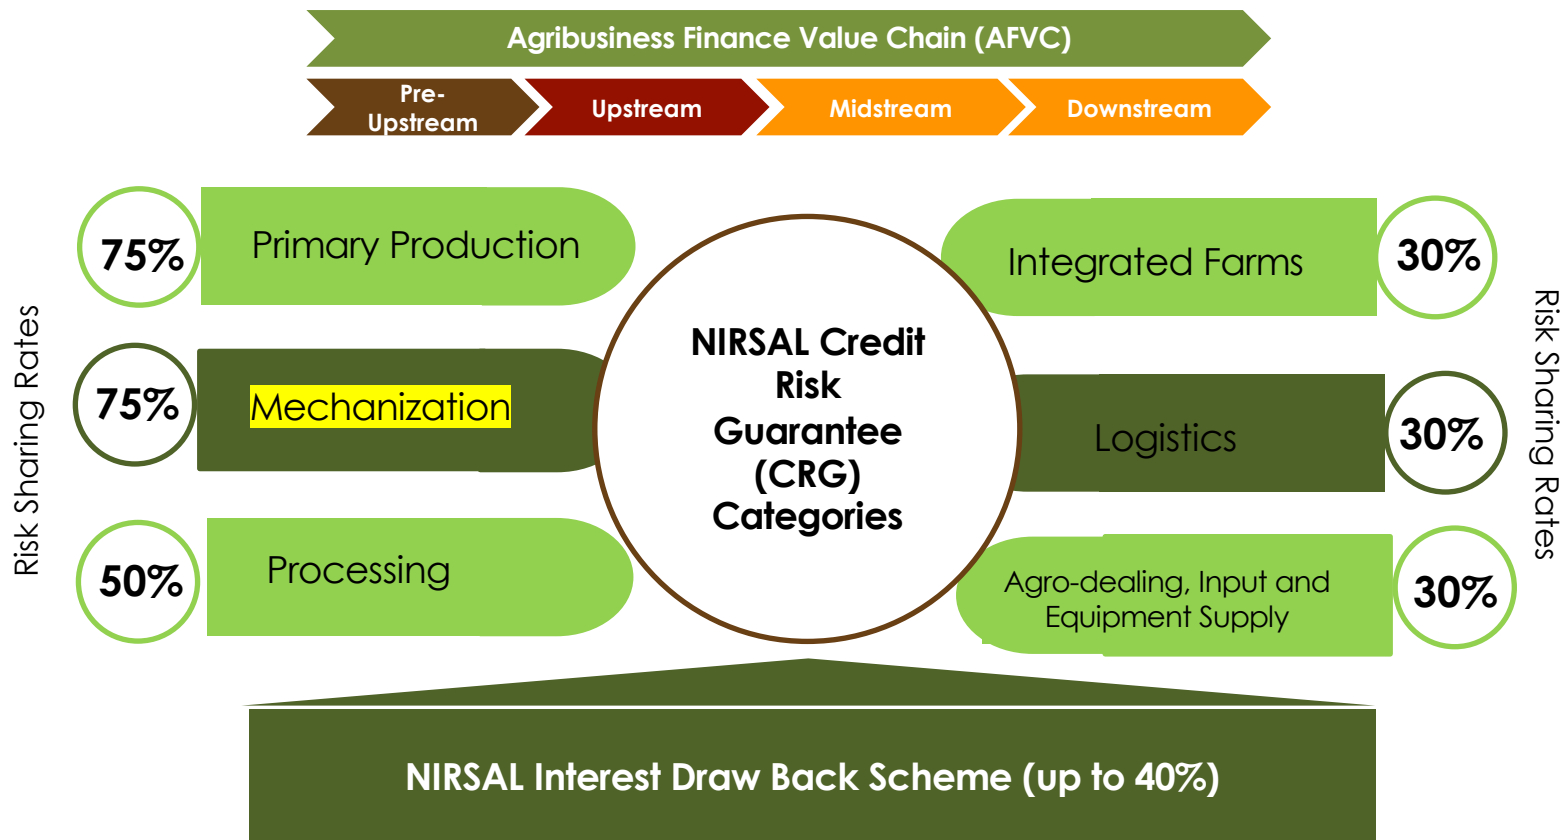 Agribusiness Finance Value Chain (AFVC)
Pre-
Upstream
Upstream
Midstream
Downstream
Risk Sharing Rates
75%
Primary Production
75%
Mechanization
50%
Processing
NIRSAL Credit
Risk
Guarantee
(CRG)
Categories
Integrated Farms
30%
Logistics
30%
Agro-dealing, Input and
Equipment Supply
30%
Risk Sharing Rates
NIRSAL Interest Draw Back Scheme (up to 40%)